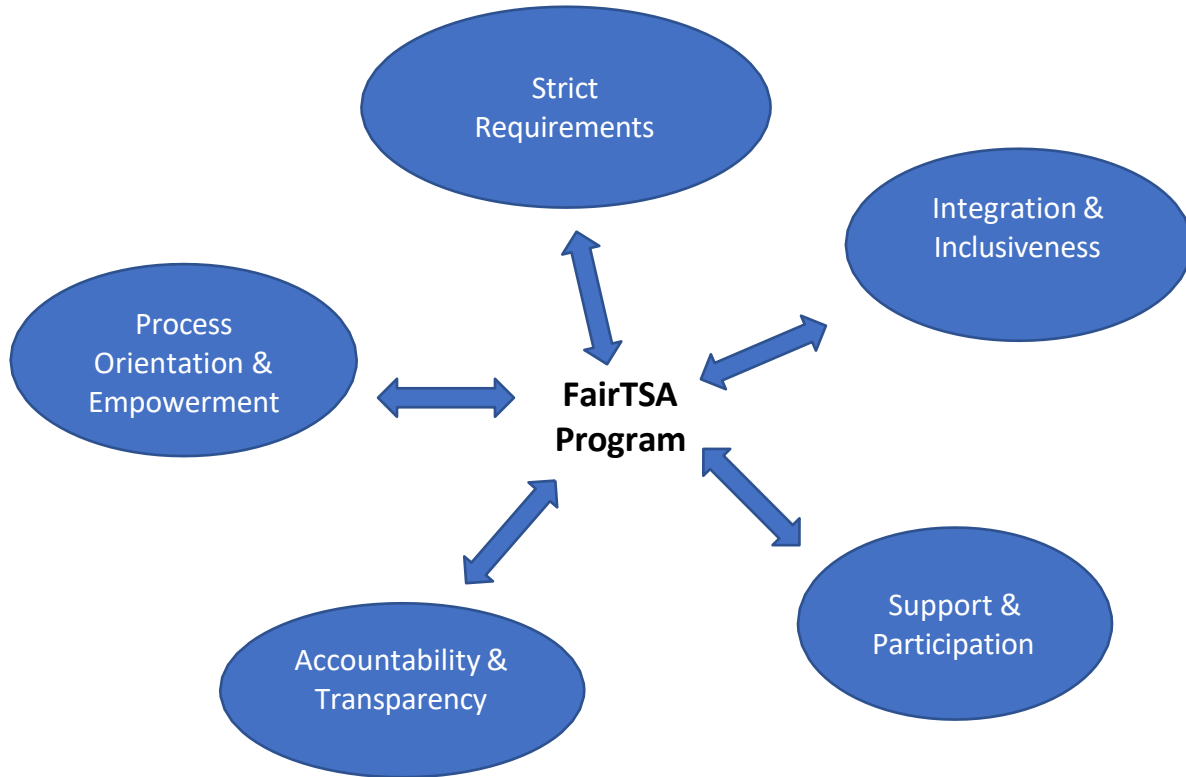 Strict
Requirements
Integration &
Inclusiveness
Process
Orientation &
Empowerment
FairTSA
Program
Support &
Participation
Accountability &
Transparency